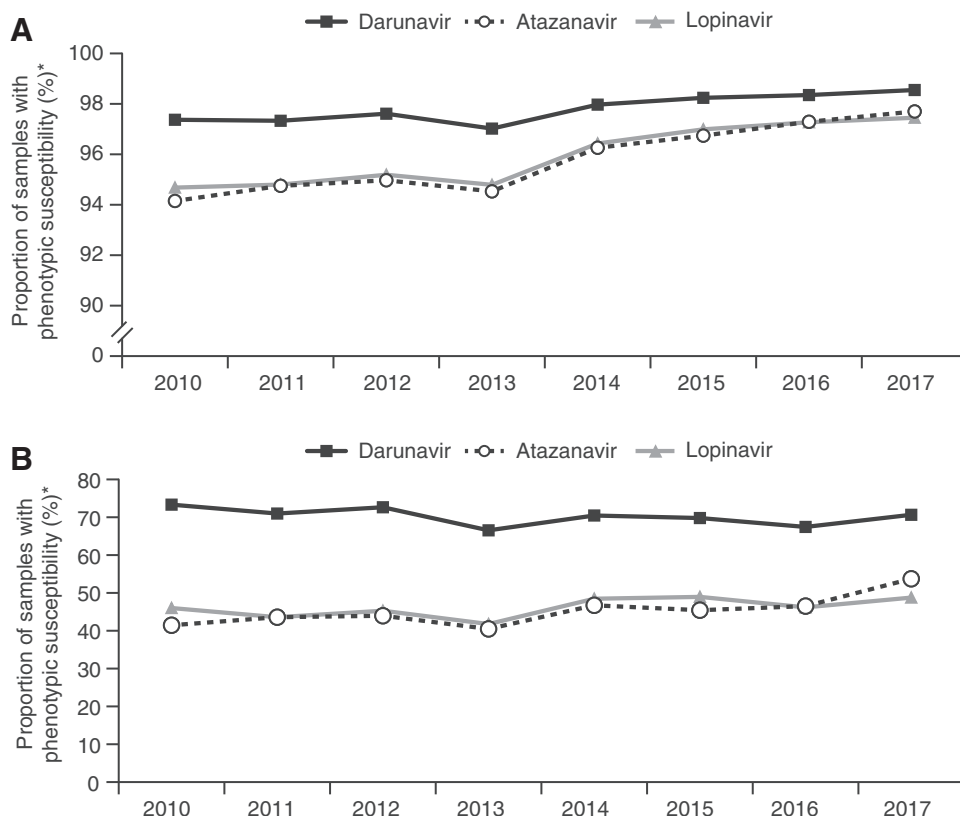 A
Darunavir Atazanavir Lopinavir
Proportion of samples with
phenotypic susceptibility (%)*
100
98
96
94
92
90
0
2010 2011 2012 2013 2014 2015 2016 2017
B
Darunavir Atazanavir Lopinavir
Proportion of samples with
phenotypic susceptibility (%)*
80
70
60
50
40
30
20
10
0
2010 2011 2012 2013 2014 2015 2016 2017